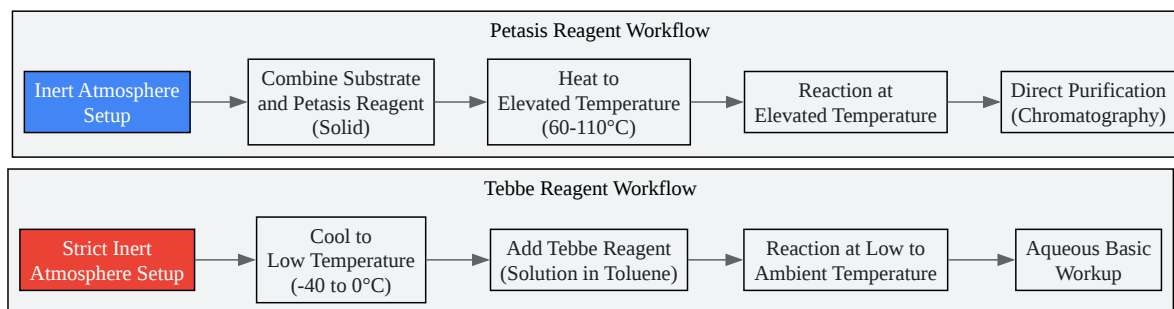 Petasis Reagent Workflow
Inert Atmosphere
Setup
Combine Substrate
and Petasis Reagent
(Solid)
Heat to
Elevated Temperature
(60-110°C)
Reaction at
Elevated Temperature
Direct Purification
(Chromatography)
Tebbe Reagent Workflow
Strict Inert
Atmosphere Setup
Cool to
Low Temperature
(-40 to 0°C)
Add Tebbe Reagent
(Solution in Toluene)
Reaction at Low to
Ambient Temperature
Aqueous Basic
Workup